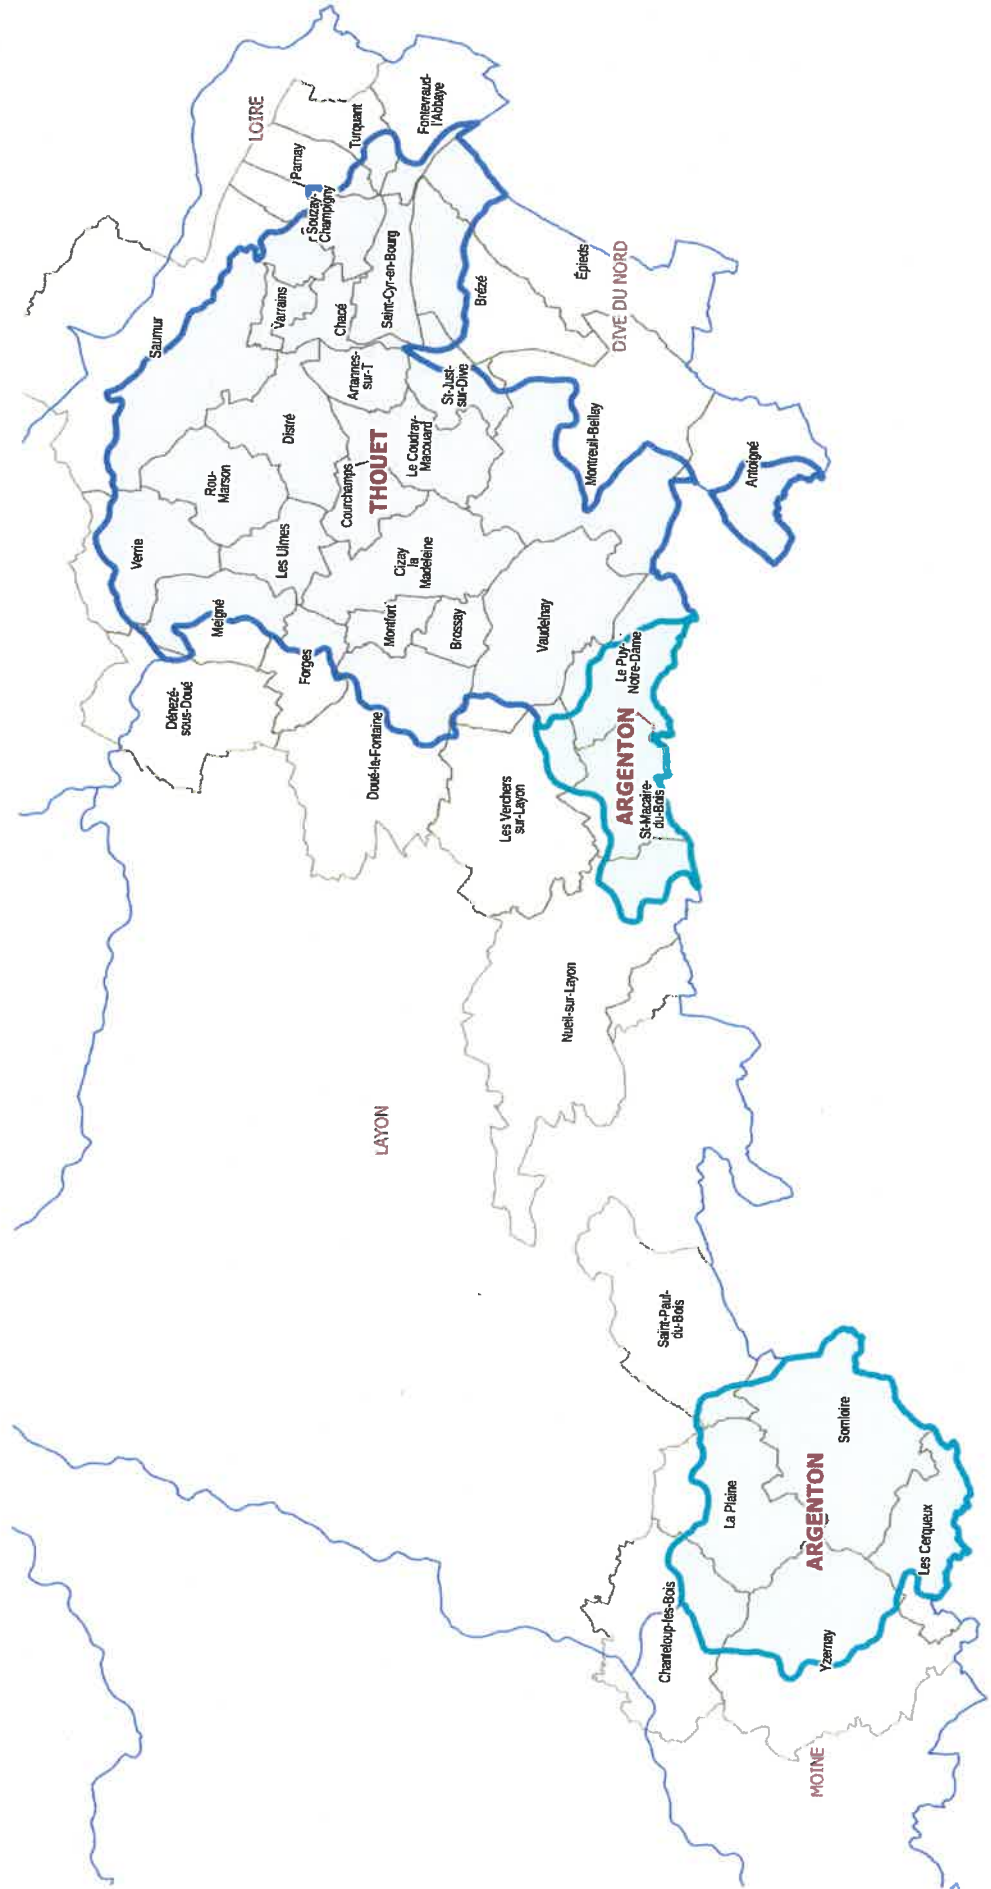 LOIRE
Turquant
Fontevraud-
l'Abbaye
Parnay
Souzay-
Champigny
Saumur
Varrains
Chacé
Saint-Cyr-en-Bourg
Brézé
Épieds
DIVE DU NORD
Artannes-
sur-T
St-Just-
sur-Dive
Distré
Rou-
Marson
Courchamps
THOUET
Le Coudray-
Macouard
Montreuil-Bellay
Antoigné
Verrie
Les Ulmes
Cizay
la
Madeleine
Meigné
Forges
Montfort
Brossay
Vaudelnay
Le Puy-
Notre-Dame
Dénezé-
sous-Doué
Doué-la-Fontaine
Les Verchers
sur-Layon
ARGENTON
St-Macaire-
du-Bois
Nueil-sur-Layon
LAYON
Saint-Paul-
du-Bois
Somloire
La Plaine
ARGENTON
Les Cerqueux
Chanteloup-les-Bois
Yzernay
MOINE